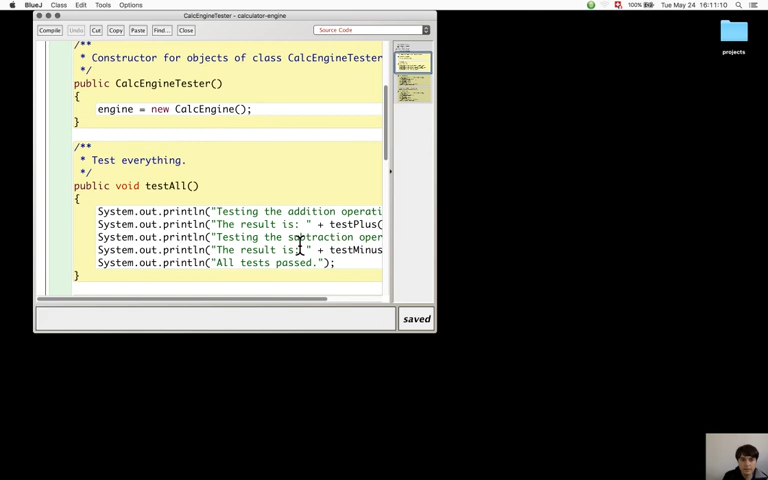 BlueJ Class Edit Tools Options 100% Tue May 24 16:11:10
CalcEngineTester - calculator-engine
Compile Undo Cut Copy Paste Find... Close Source Code
/**
* Constructor for objects of class CalcEngineTester
*/
public CalcEngineTester()
{
engine = new CalcEngine();
}
/**
* Test everything.
*/
public void testAll()
{
System.out.println("Testing the addition operati
System.out.println("The result is: " + testPlus(
System.out.println("Testing the subtraction oper
System.out.println("The result is: " + testMinus
System.out.println("All tests passed.");
}
saved
projects